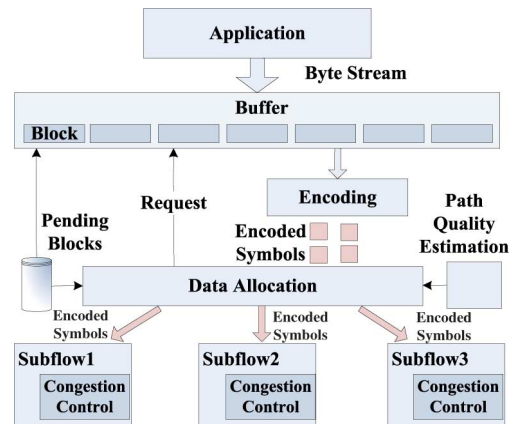 Application
Byte Stream
Buffer
Block
Encoding
Request
Pending
Blocks
Path
Quality
Estimation
Encoded
Symbols
Data Allocation
Encoded
Symbols
Encoded
Symbols
Encoded
Symbols
Subflow1
Subflow2
Subflow3
Congestion
Control
Congestion
Control
Congestion
Control